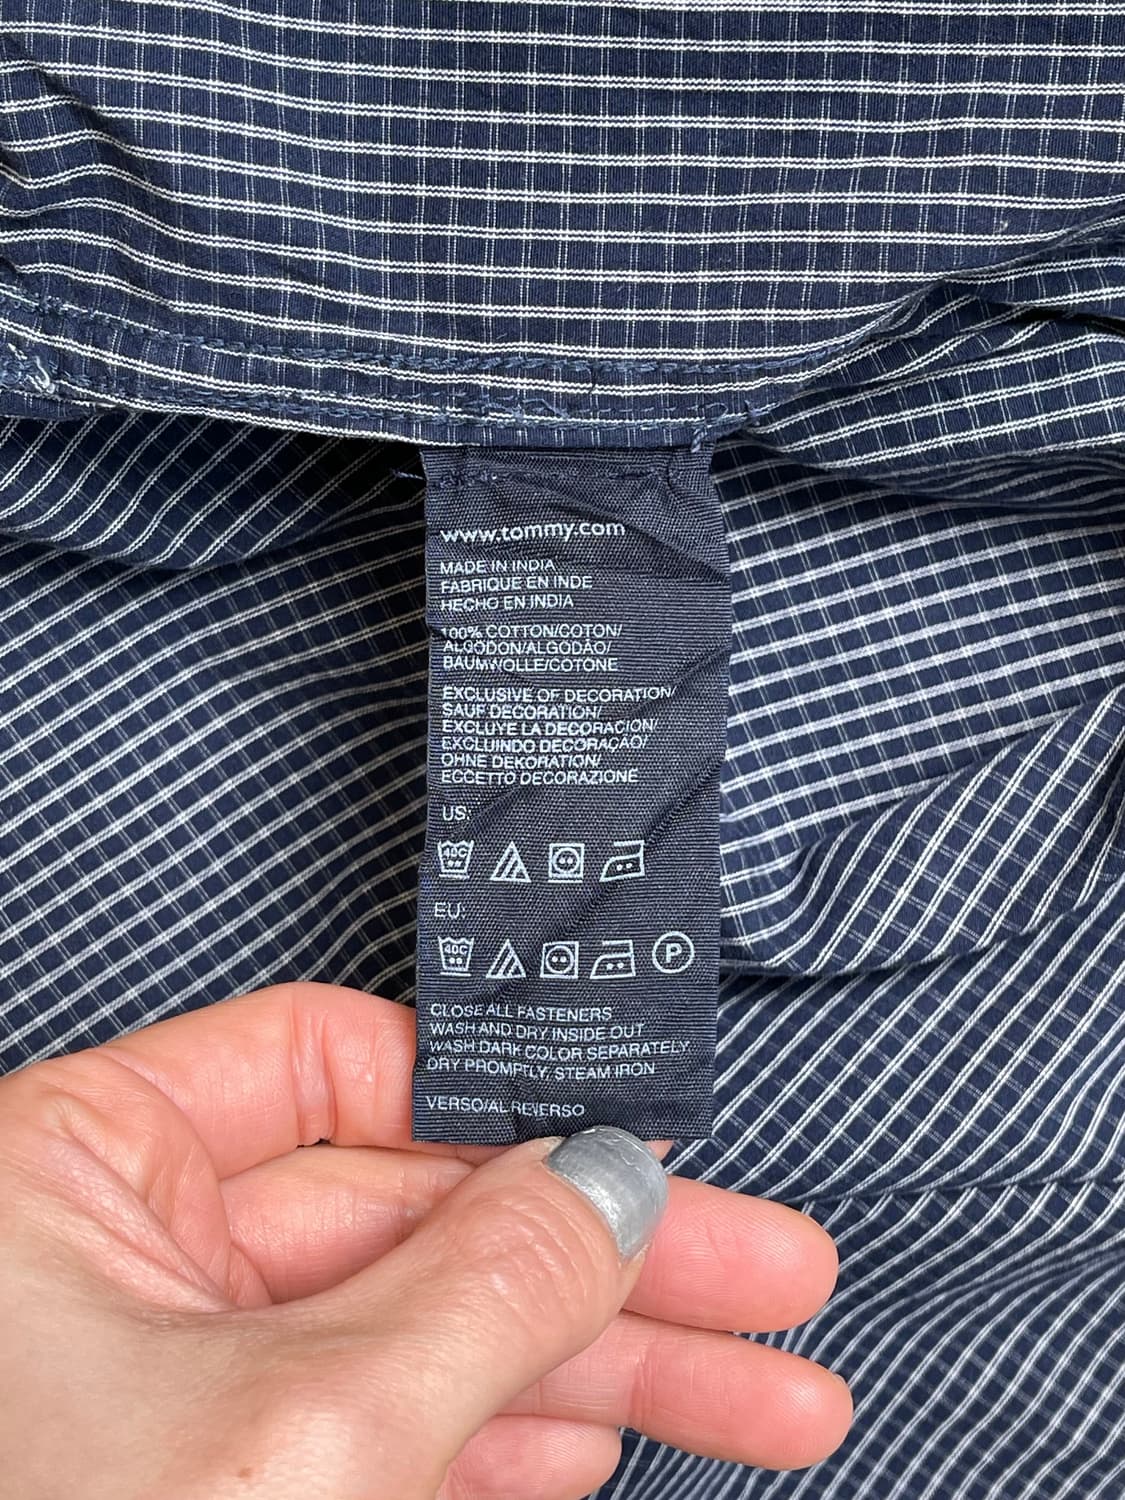 www.tommy.com
MADE IN INDIA
FABRIQUE EN INDE
HECHO EN INDIA
100% COTTON/COTON/
ALGODON/ALGODÃO/
BAUMWOLLE/COTONE
EXCLUSIVE OF DECORATION/
SAUF DECORATION/
EXCLUYE LA DECORACION/
EXCLUINDO DECORAÇÃO/
OHNE DEKORATION/
ECCETTO DECORAZIONE
US:
40C
EU:
40C P
CLOSE ALL FASTENERS
WASH AND DRY INSIDE OUT
WASH DARK COLOR SEPARATELY
DRY PROMPTLY, STEAM IRON
VERSO/AL REVERSO